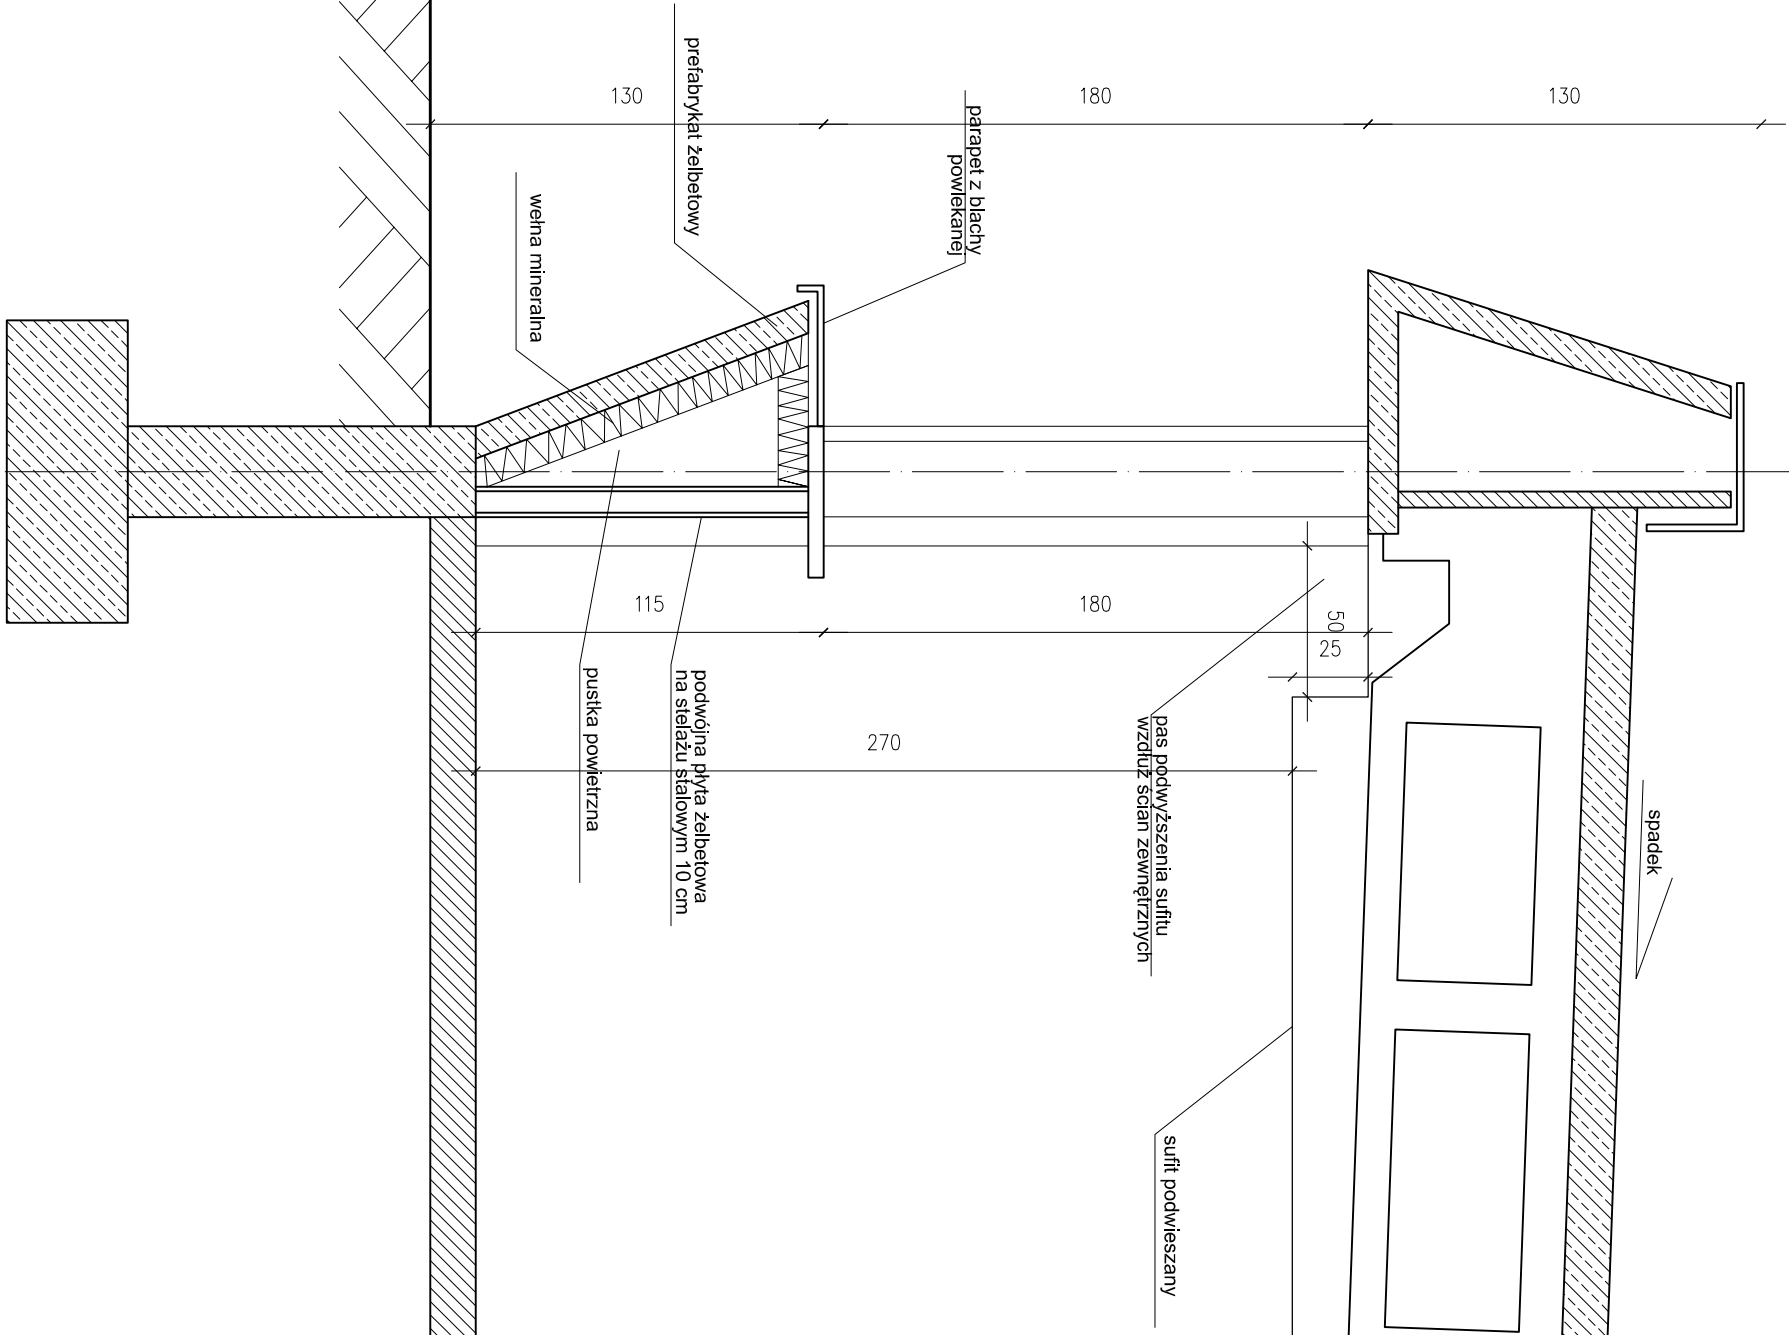 130
180
130
prefabrykat żelbetowy
parapet z blachy
powlekanej
wełna mineralna
115
180
50
25
270
pustka powietrzna
podwójna płyta żelbetowa
na stelażu stalowym 10 cm
pas podwyższenia sufitu
wzdłuż ścian zewnętrznych
spadek
sufit podwieszany